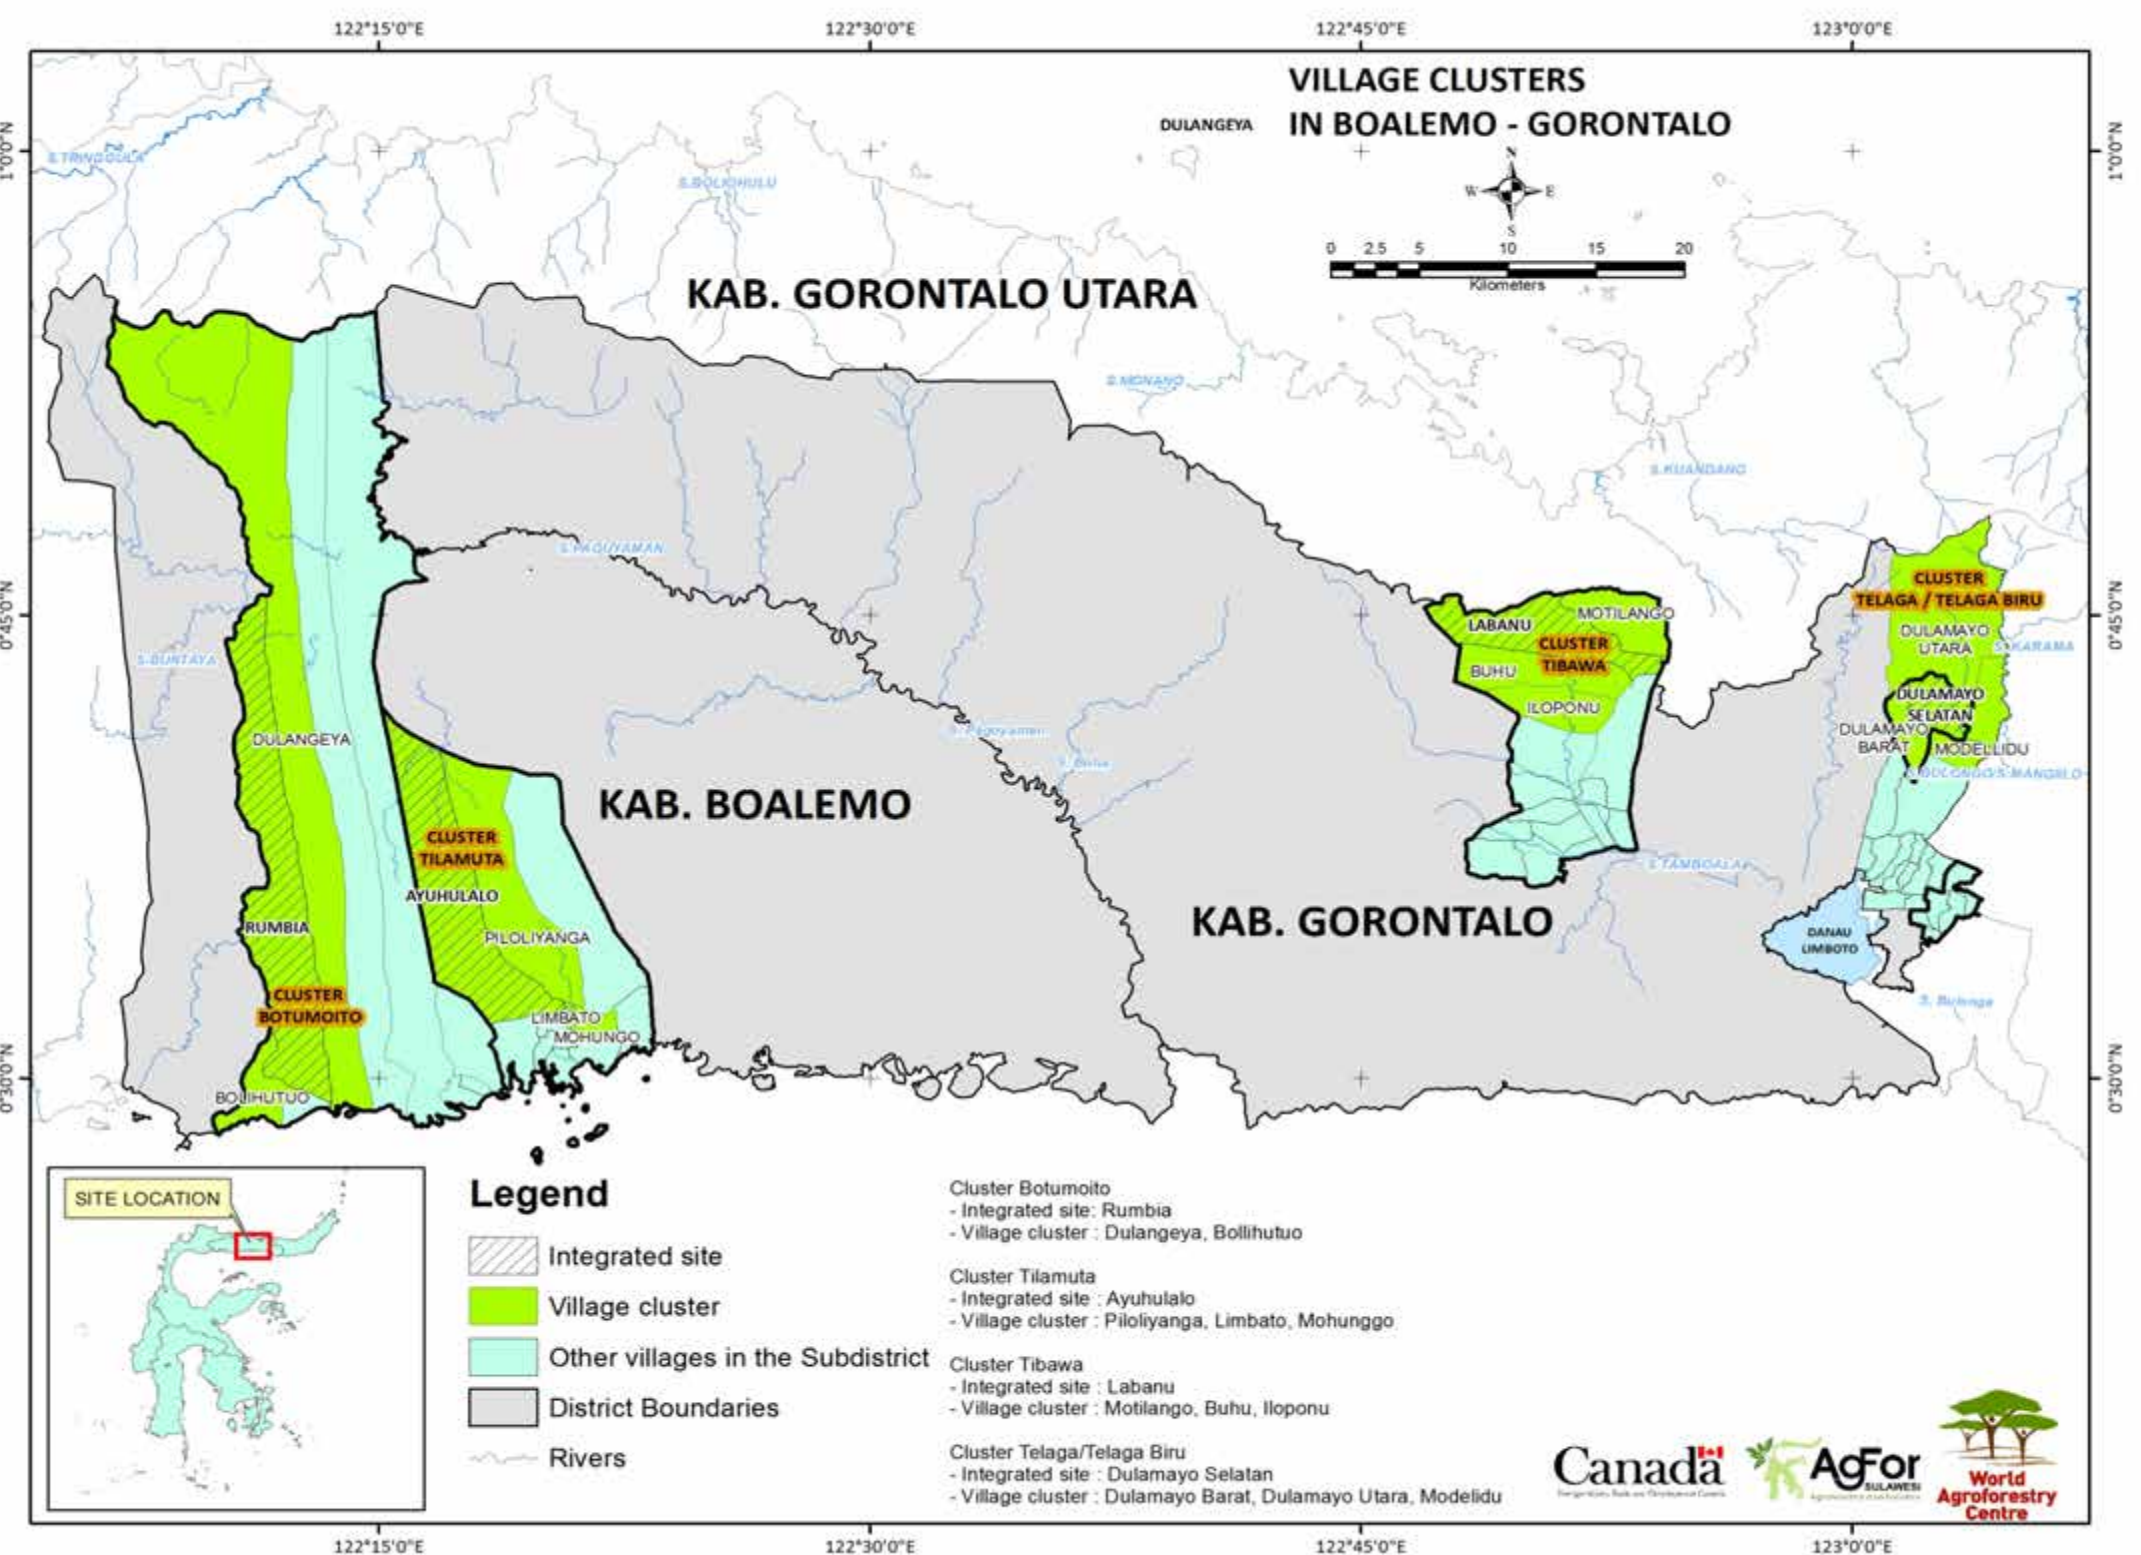 122°15'0"E
122°30'0"E
122°45'0"E
123°0'0"E
VILLAGE CLUSTERS
IN BOALEMO - GORONTALO
DULANGEYA
1°0'0"N
1°0'0"N
N
W
E
S
0 2.5 5 10 15 20
Kilometers
S.BOLIOHULU
KAB. GORONTALO UTARA
S.MONANO
S.KUANDANG
S.PAGUYAMAN
0°45'0"N
0°45'0"N
CLUSTER
TELAGA / TELAGA BIRU
LABANU
MOTILANGO
CLUSTER
TIBAWA
BUHU
ILOPONU
DULAMAYO
UTARA
S.KARAMA
DULAMAYO
SELATAN
DULAMAYO
BARAT
MODELLIDU
DULANGEYA
KAB. BOALEMO
CLUSTER
TILAMUTA
AYUHULALO
S.TAMBOALA
RUMBIA
PILOLIYANGA
KAB. GORONTALO
DANAU
LIMBOTO
CLUSTER
BOTUMOITO
S. Bulonga
LIMBATO
MOHUNGO
0°30'0"N
0°30'0"N
BOLIHUTUO
SITE LOCATION
Legend
Integrated site
Village cluster
Other villages in the Subdistrict
District Boundaries
Rivers
Cluster Botumoito
- Integrated site: Rumbia
- Village cluster : Dulangeya, Bollihutuo
Cluster Tilamuta
- Integrated site : Ayuhulalo
- Village cluster : Piloliyanga, Limbato, Mohunggo
Cluster Tibawa
- Integrated site : Labanu
- Village cluster : Motilango, Buhu, Iloponu
Cluster Telaga/Telaga Biru
- Integrated site : Dulamayo Selatan
- Village cluster : Dulamayo Barat, Dulamayo Utara, Modelidu
Canada
AgFor
SULAWESI
World
Agroforestry
Centre
122°15'0"E
122°30'0"E
122°45'0"E
123°0'0"E